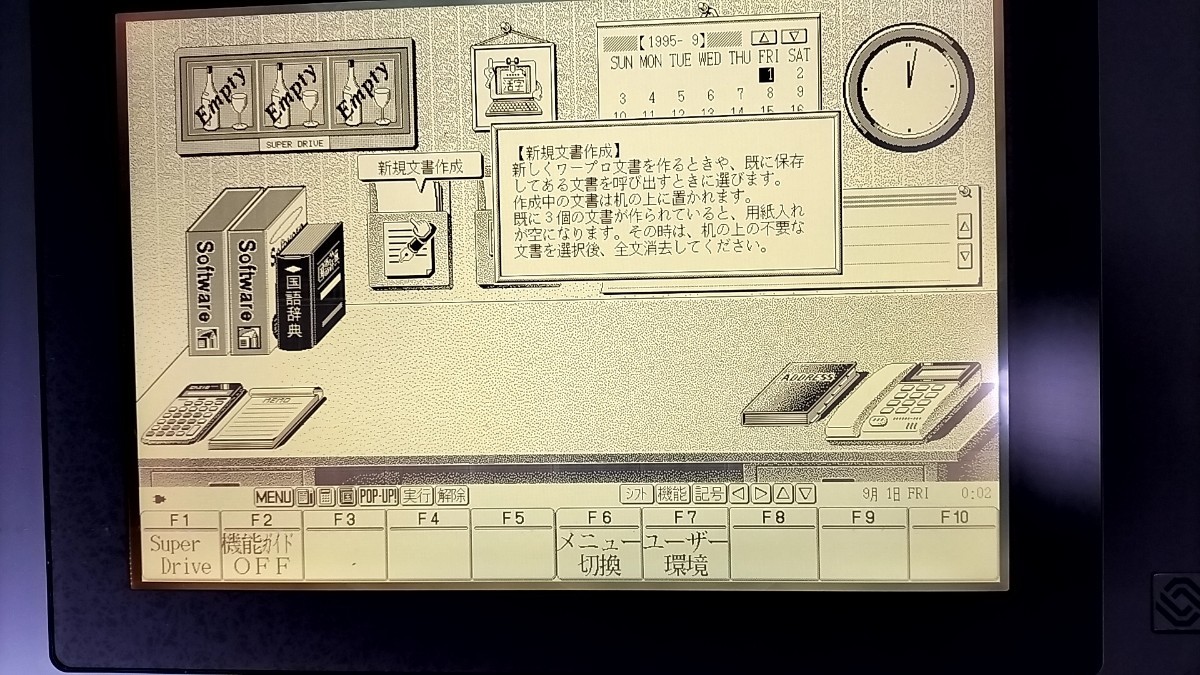 Empty
Empty
Empty
SUPER DRIVE
活字
【1995- 9】
SUN MON TUE WED THU FRI SAT
1 2
3 4 5 6 7 8 9
10 11 12 13 14 15 16
新規文書作成
【新規文書作成】
新しくワープロ文書を作るときや、既に保存
してある文書を呼び出すときに選びます。
作成中の文書は机の上に置かれます。
既に3個の文書が作られていると、用紙入れ
が空になります。その時は、机の上の不要な
文書を選択後、全文消去してください。
Software
Software
国語辞典
MEMO
ADDRESS
MENU POP-UP! 実行 解除
シフト 機能 記号
9月 1日 FRI 0:02
F1 F2 F3 F4 F5 F6 F7 F8 F9 F10
Super 機能ガイド メニュー ユーザー
Drive OFF 切換 環境